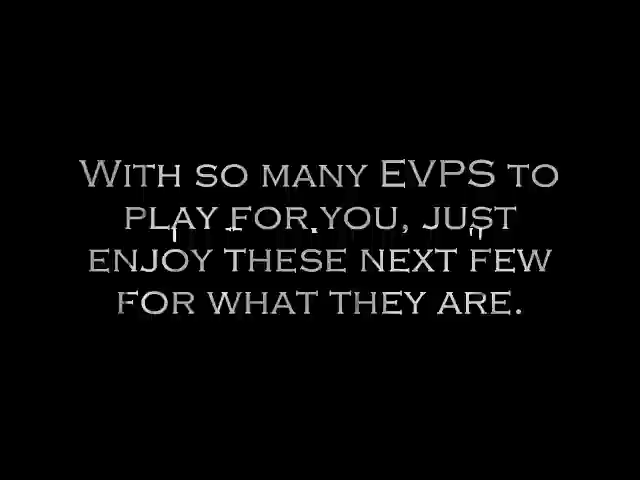 With so many EVPS to
play for you, just
enjoy these next few
for what they are.